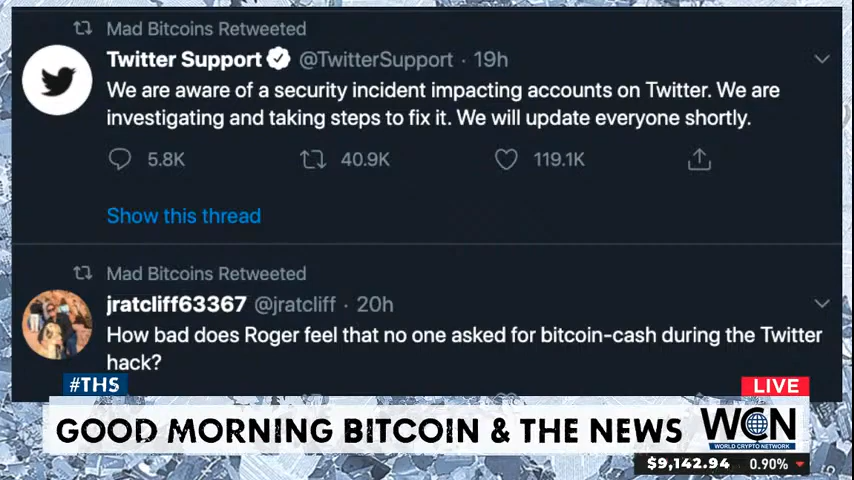 Mad Bitcoins Retweeted
Twitter Support @TwitterSupport · 19h
We are aware of a security incident impacting accounts on Twitter. We are
investigating and taking steps to fix it. We will update everyone shortly.
5.8K 40.9K 119.1K
Show this thread
Mad Bitcoins Retweeted
jratcliff63367 @jratcliff · 20h
How bad does Roger feel that no one asked for bitcoin-cash during the Twitter
hack?
#THS
LIVE
GOOD MORNING BITCOIN & THE NEWS
WCN
WORLD CRYPTO NETWORK
$9,142.94 0.90%